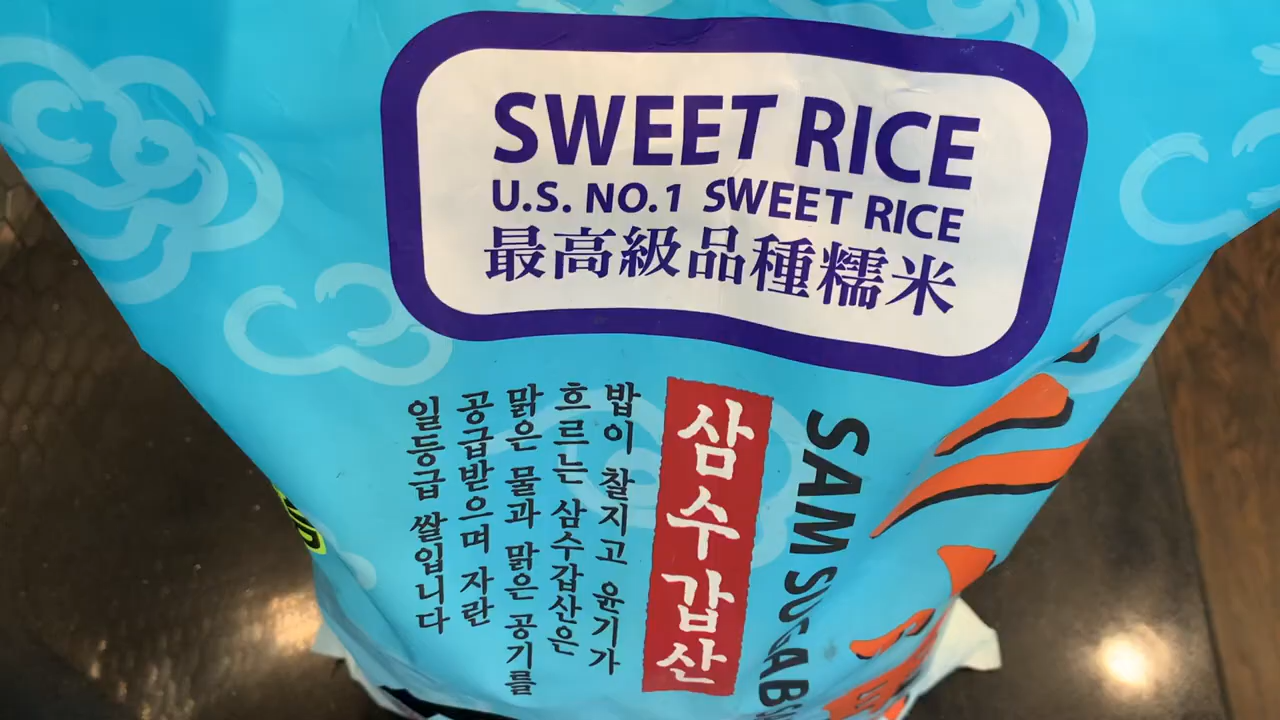 SWEET RICE
U.S. NO.1 SWEET RICE
最高級品種糯米
삼수갑산
밥이 찰지고 윤기가
흐르는 삼수갑산은
맑은 물과 맑은 공기를
공급받으며 자란
일등급 쌀입니다
SAM SU